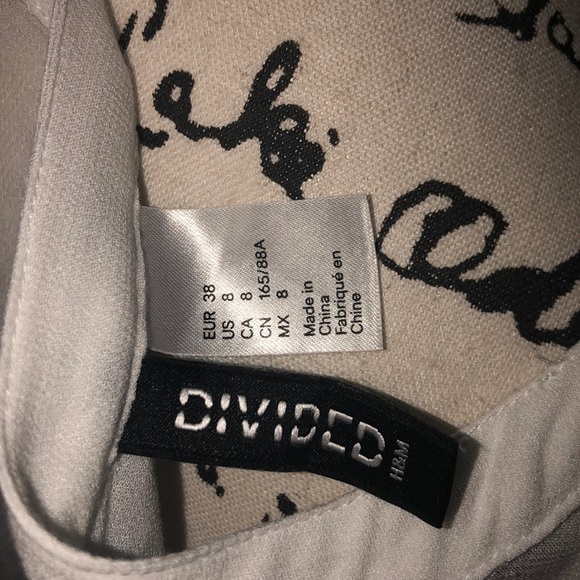 EUR 38
US 8
CA 8
CN 165/88A
MX 8
Made in
China
Fabriqué en
Chine
DIVIDED
H&M